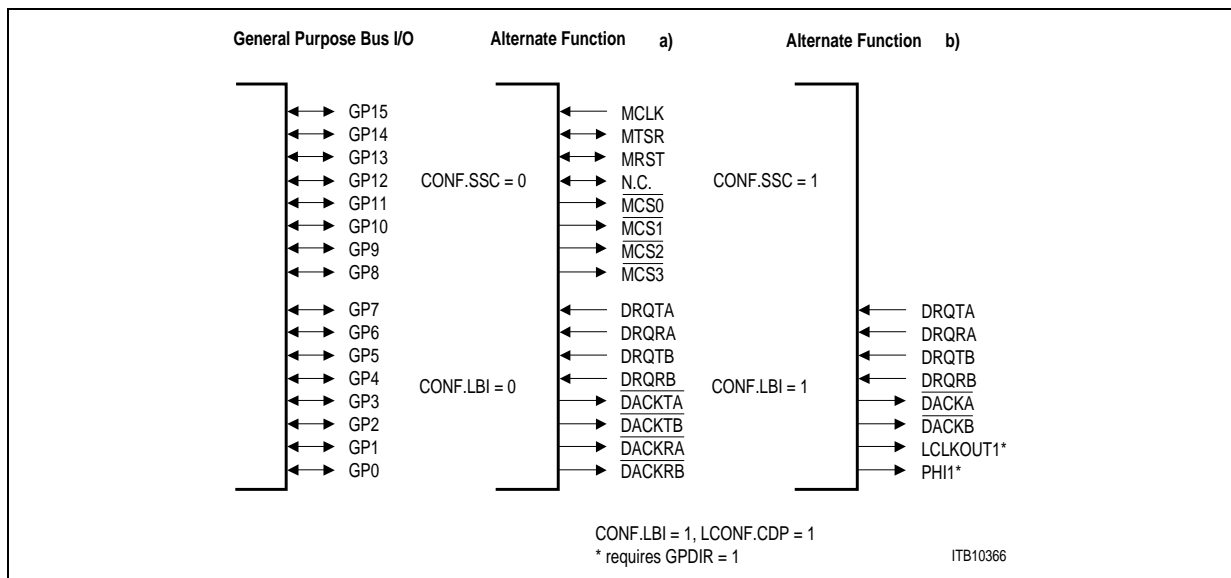 General Purpose Bus I/O Alternate Function a) Alternate Function b)
GP15 MCLK
GP14 MTSR
GP13 MRST
GP12 CONF.SSC = 0 N.C. CONF.SSC = 1
GP11 MCS0
GP10 MCS1
GP9 MCS2
GP8 MCS3
GP7 DRQTA DRQTA
GP6 DRQRA DRQRA
GP5 DRQTB DRQTB
GP4 CONF.LBI = 0 DRQRB CONF.LBI = 1 DRQRB
GP3 DACKTA DACKA
GP2 DACKTB DACKB
GP1 DACKRA LCLKOUT1*
GP0 DACKRB PHI1*
CONF.LBI = 1, LCONF.CDP = 1
* requires GPDIR = 1 ITB10366